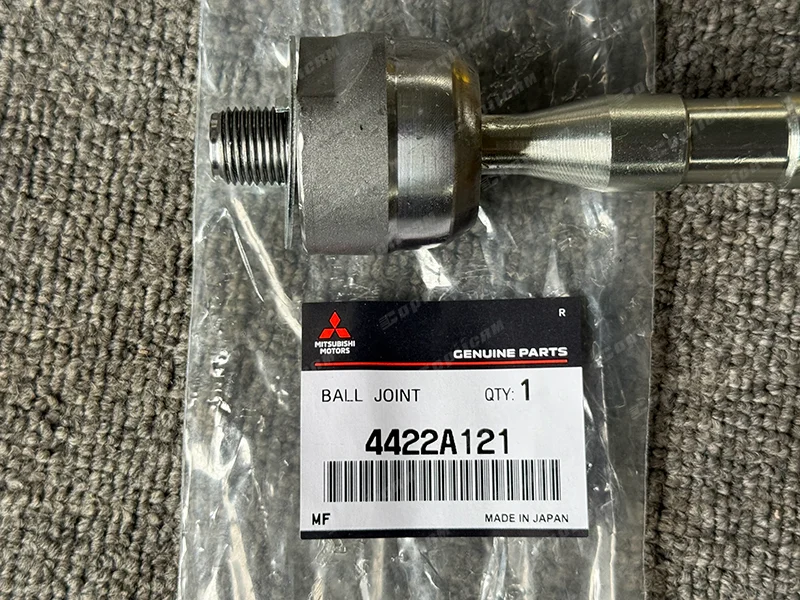 R
MITSUBISHI
MOTORS
GENUINE PARTS
BALL JOINT QTY: 1
4422A121
MF MADE IN JAPAN